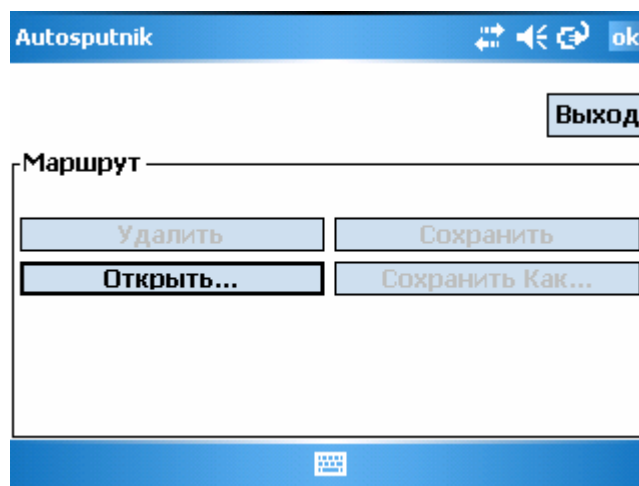 Autosputnik ok
Выход
Маршрут
Удалить Сохранить
Открыть... Сохранить Как...